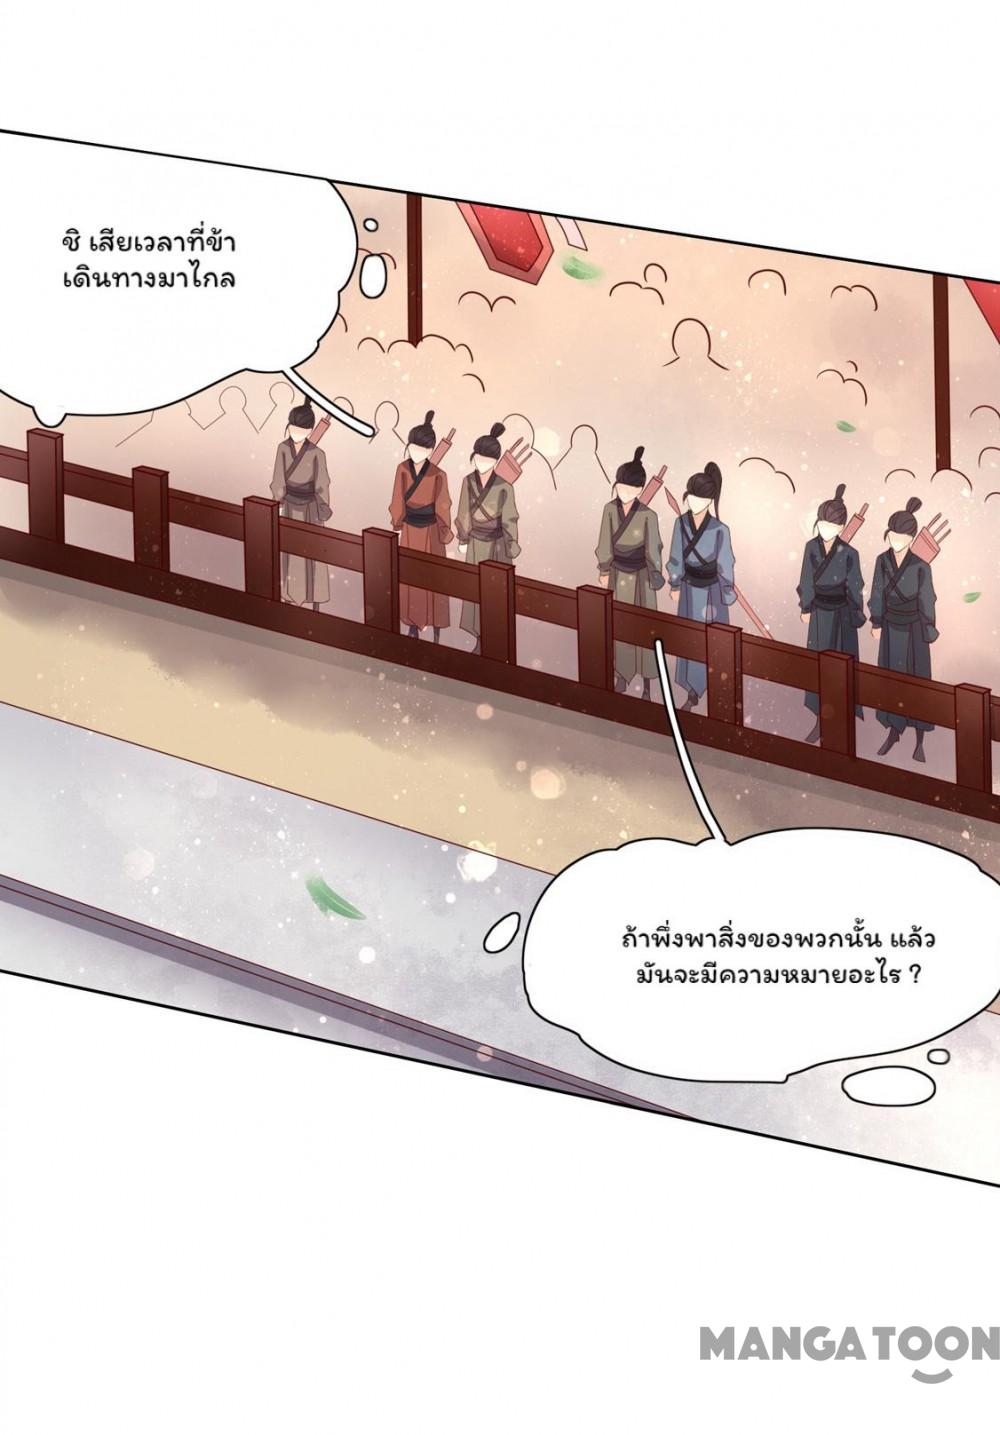 ชิ เสียเวลาที่ข้า
เดินทางมาไกล
ถ้าพึ่งพาสิ่งของพวกนั้น แล้ว
มันจะมีความหมายอะไร ?
MANGATOON